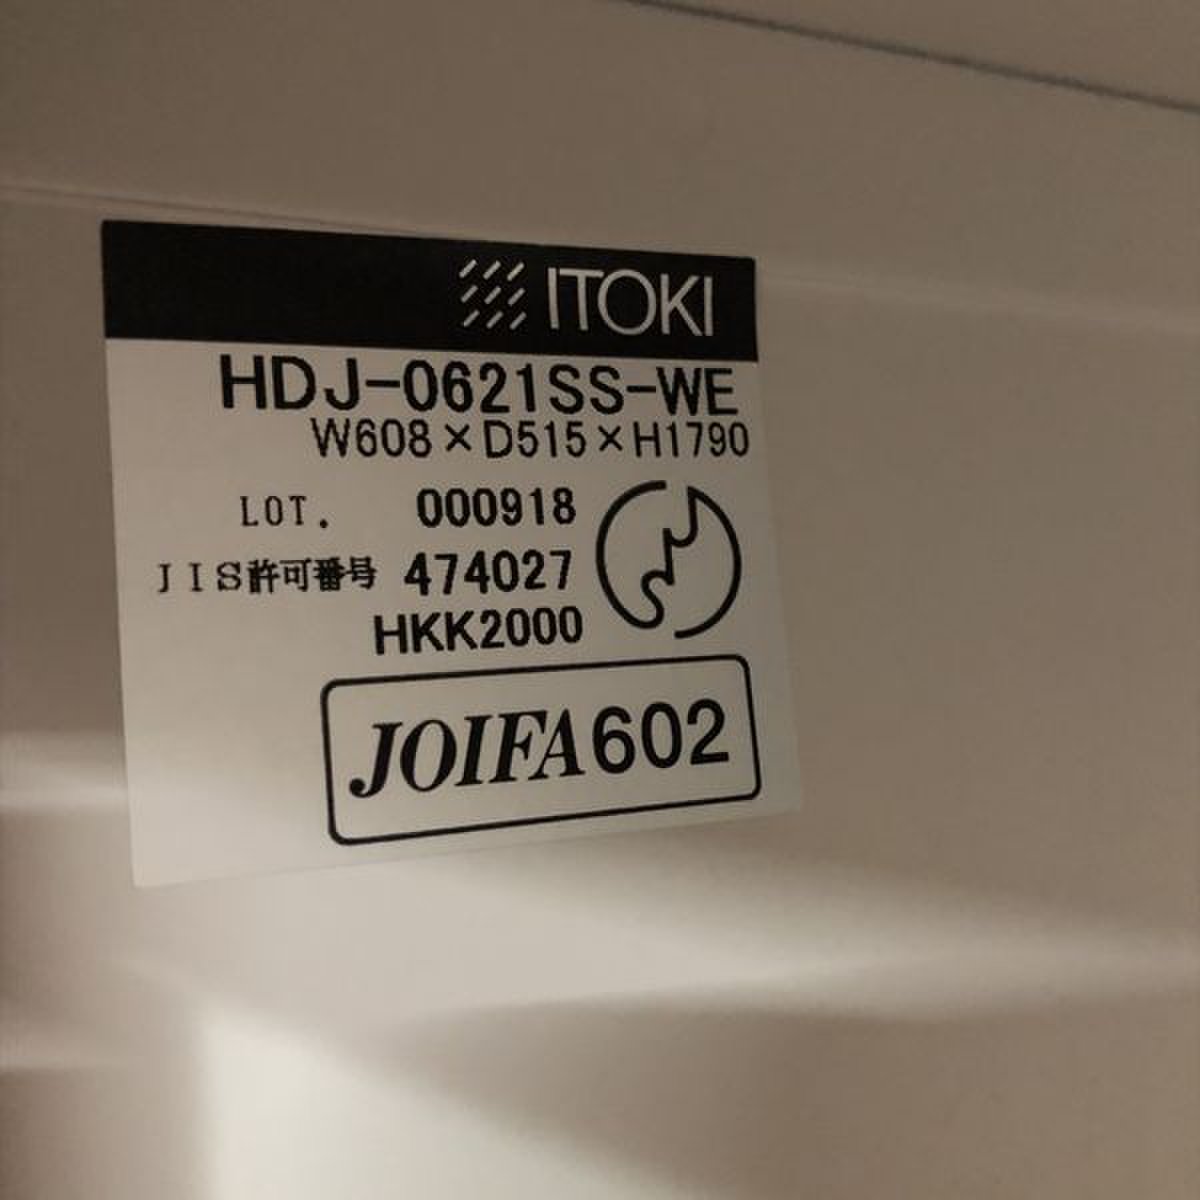 ITOKI
HDJ-0621SS-WE
W608×D515×H1790
LOT. 000918
JIS許可番号 474027
HKK2000
JOIFA602